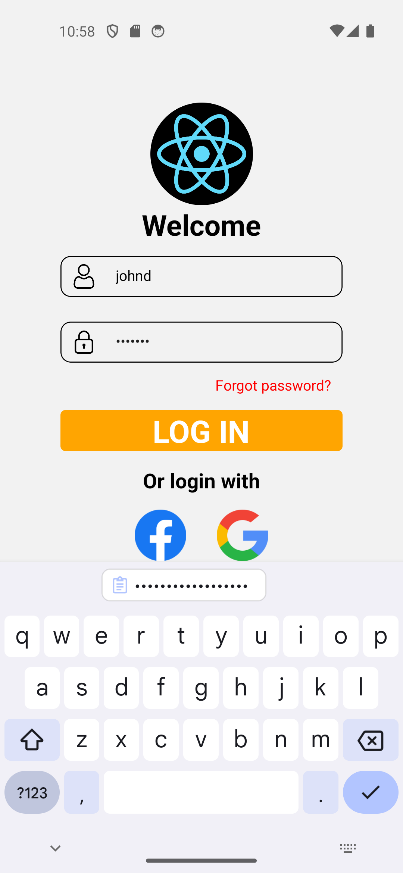 10:58
Welcome
johnd
•••••••
Forgot password?
LOG IN
Or login with
••••••••••••••••••
q w e r t y u i o p
a s d f g h j k l
z x c v b n m
?123 , .